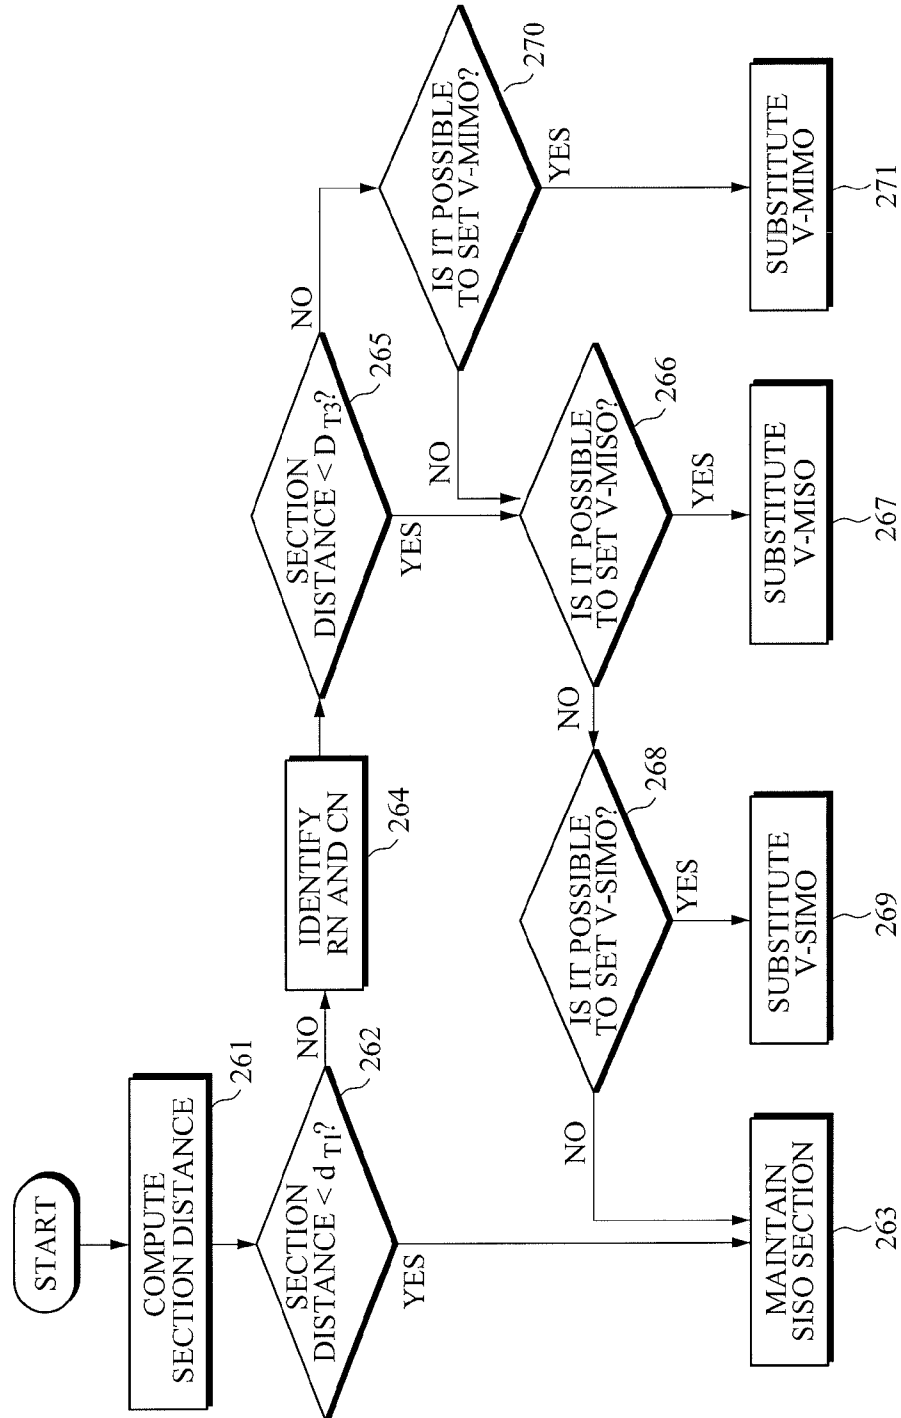 START
COMPUTE
SECTION DISTANCE
261
SECTION
DISTANCE < d T1?
262
NO
YES
IDENTIFY
RN AND CN
264
SECTION
DISTANCE < D T3?
265
NO
YES
IS IT POSSIBLE
TO SET V-MIMO?
270
NO
YES
IS IT POSSIBLE
TO SET V-MISO?
266
NO
YES
IS IT POSSIBLE
TO SET V-SIMO?
268
NO
YES
MAINTAIN
SISO SECTION
263
SUBSTITUTE
V-SIMO
269
SUBSTITUTE
V-MISO
267
SUBSTITUTE
V-MIMO
271